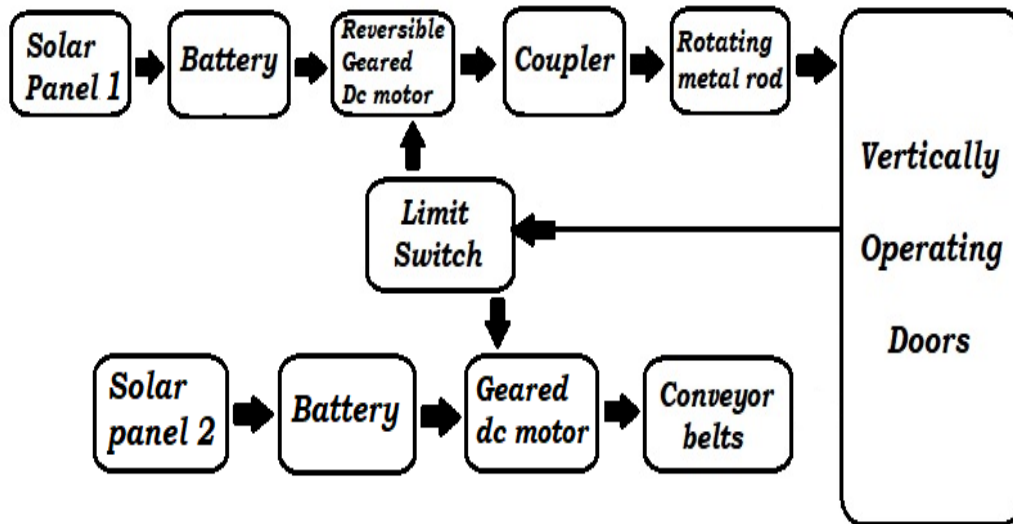 Solar
Panel 1
Battery
Reversible
Geared
Dc motor
Coupler
Rotating
metal rod
Vertically
Operating
Doors
Limit
Switch
Solar
panel 2
Battery
Geared
dc motor
Conveyor
belts